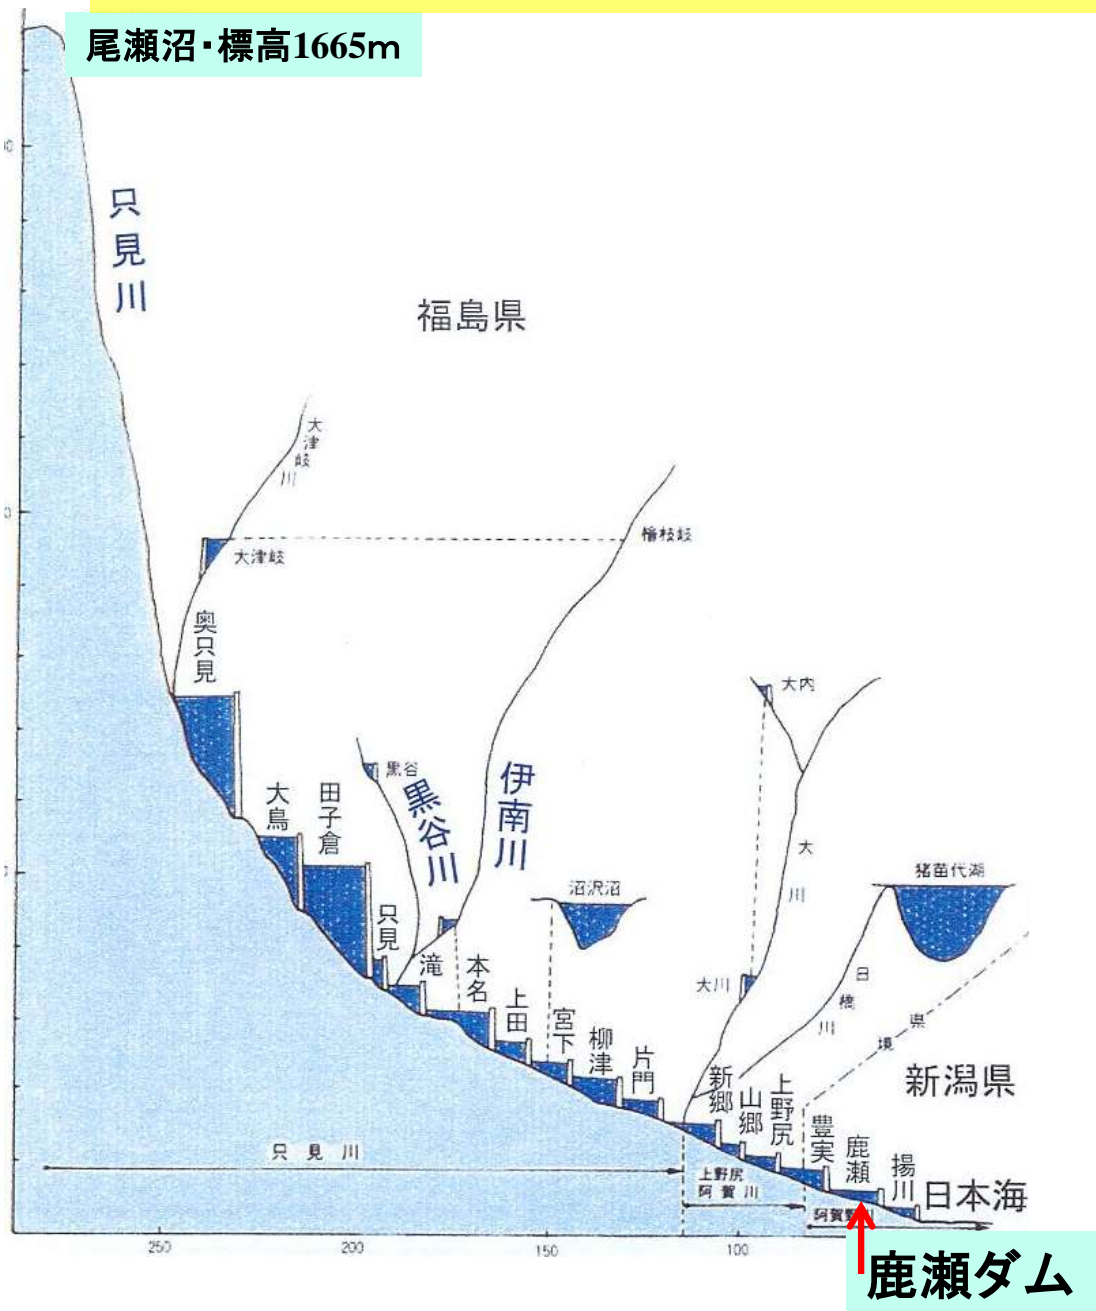 尾瀬沼・標高1665m
只見川
福島県
大津岐川
大津岐
檜枝岐
奥只見
大鳥
田子倉
黒谷
黒谷川
伊南川
只見
滝
本名
上田
宮下
沼沢沼
柳津
片門
大内
大川
大川
猪苗代湖
日橋川
県境
新潟県
新郷
山郷
上野尻
豊実
鹿瀬
揚川
日本海
只見川
上野尻
阿賀川
阿賀野川
250
200
150
100
鹿瀬ダム